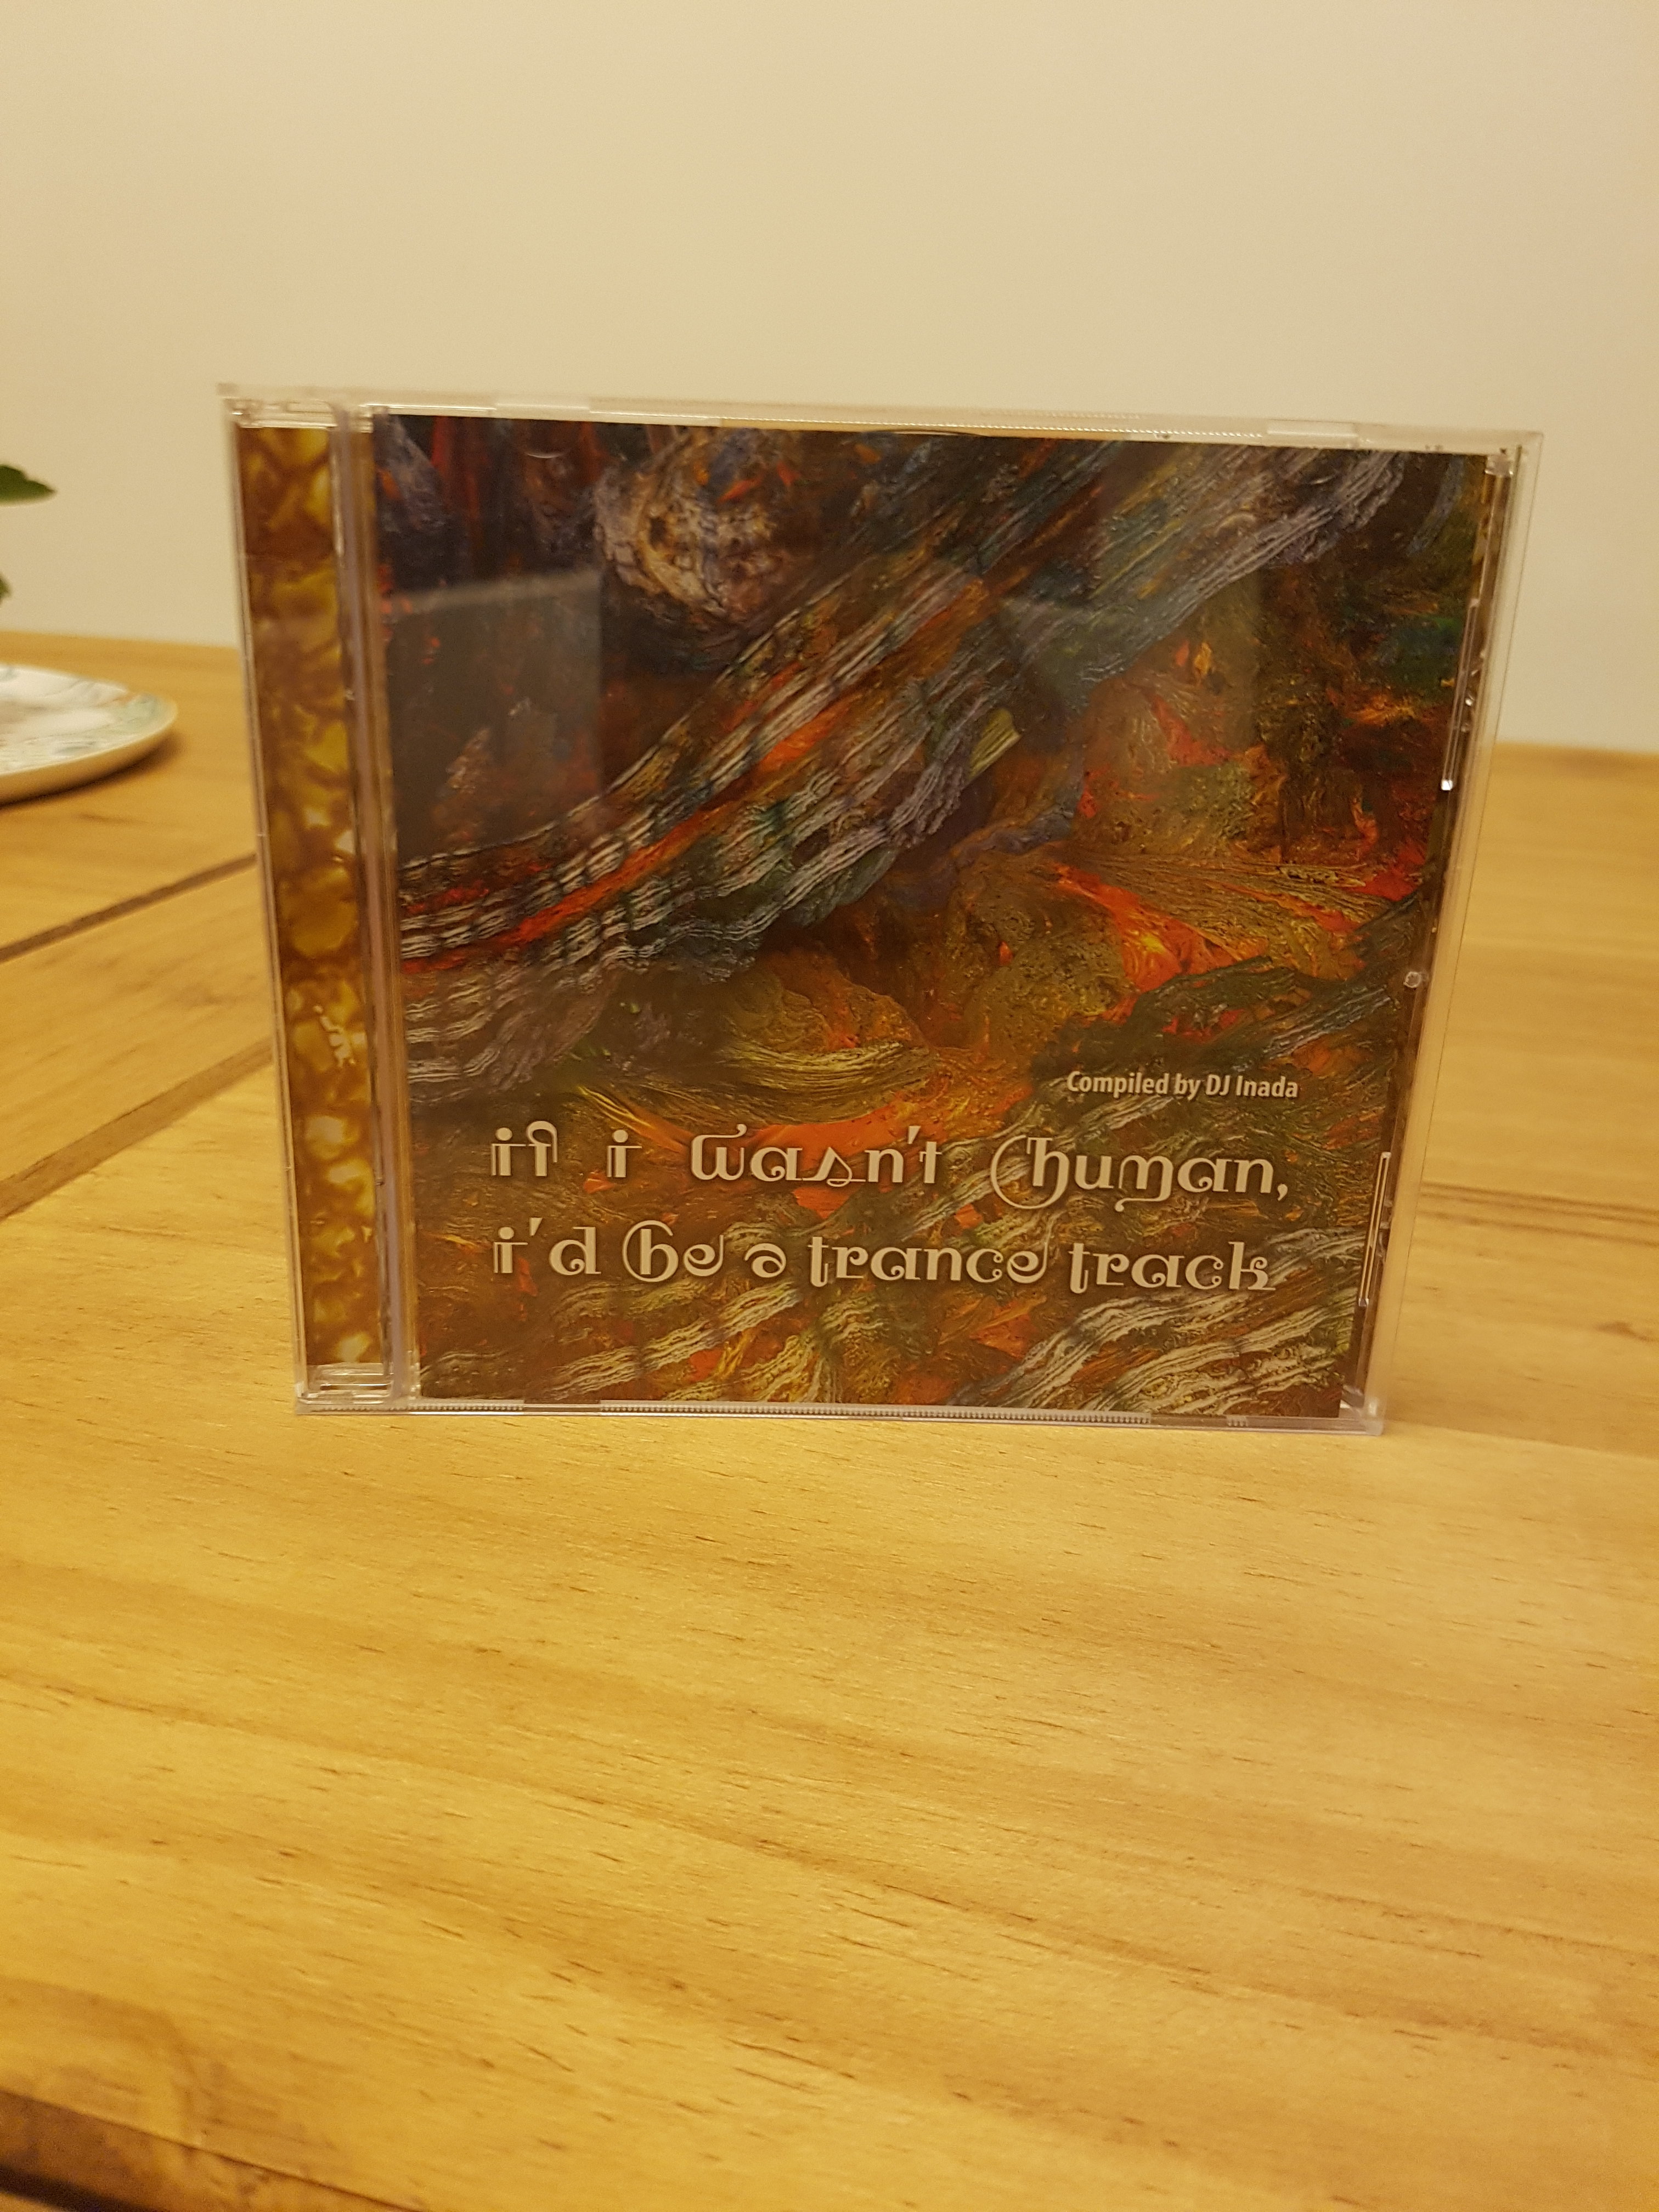 Compiled by DJ Inada
if i wasn't human,
i'd be a trance track